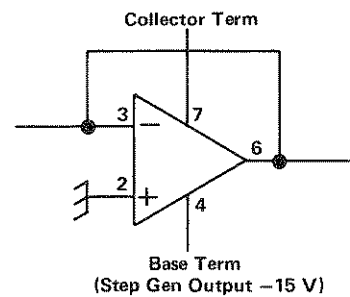 Collector Term
3
7
−
6
2
+
4
Base Term
(Step Gen Output −15 V)